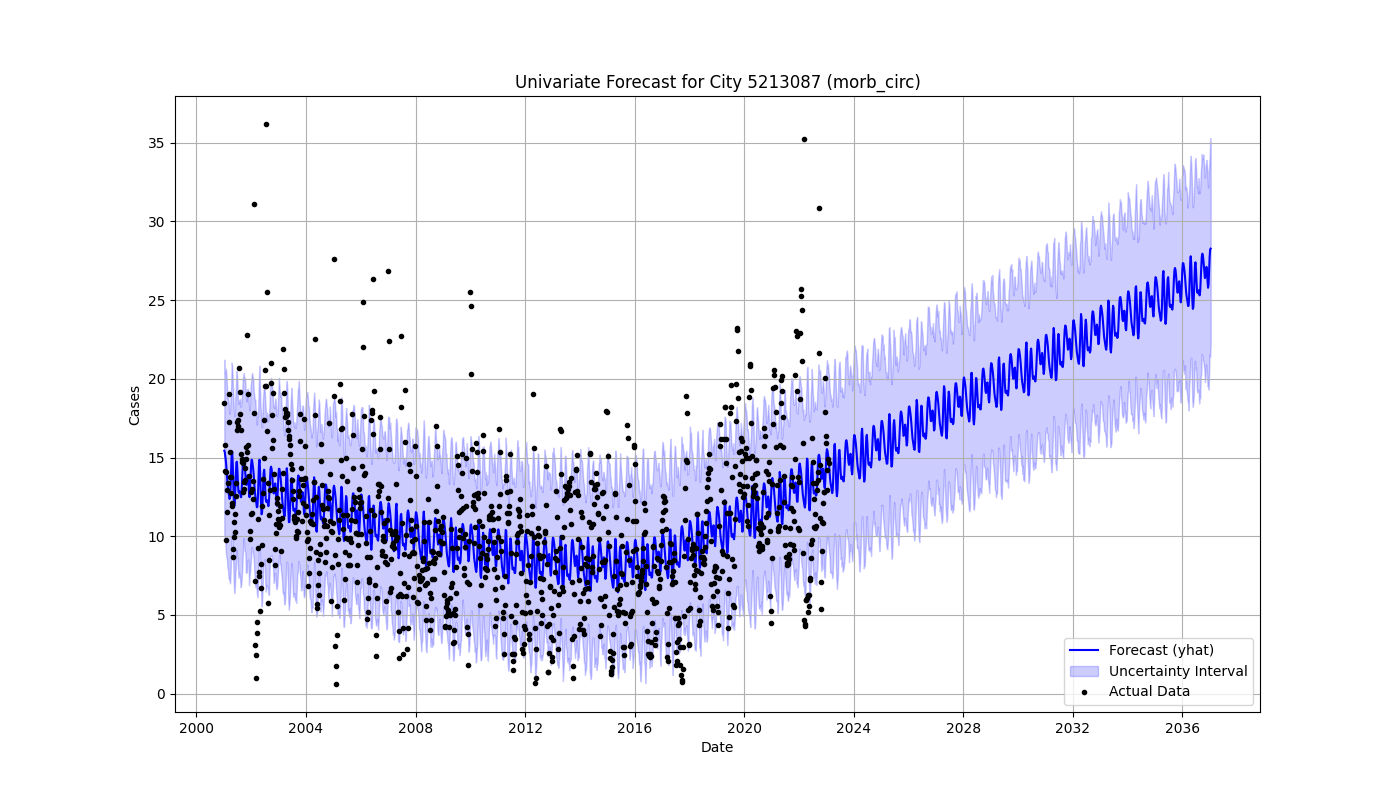 Univariate Forecast for City 5213087 (morb_circ)
Cases
35
30
25
20
15
10
5
0
2000 2004 2008 2012 2016 2020 2024 2028 2032 2036
Date
Forecast (yhat)
Uncertainty Interval
Actual Data